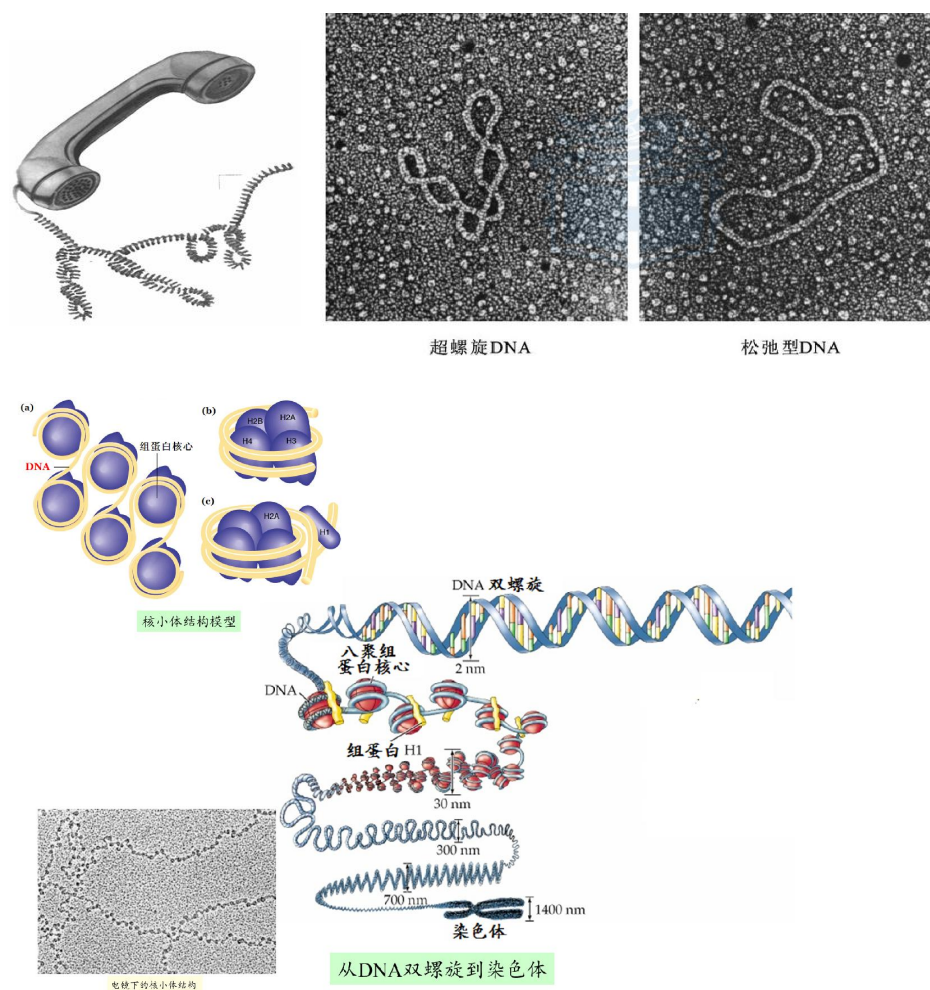 超螺旋DNA
松弛型DNA
(a)
组蛋白核心
DNA
(b)
H2B
H2A
H4
H3
(c)
H2A
H1
核小体结构模型
DNA 双螺旋
2 nm
八聚组
蛋白核心
DNA
组蛋白 H1
30 nm
300 nm
700 nm
1400 nm
染色体
从DNA双螺旋到染色体
电镜下的核小体结构